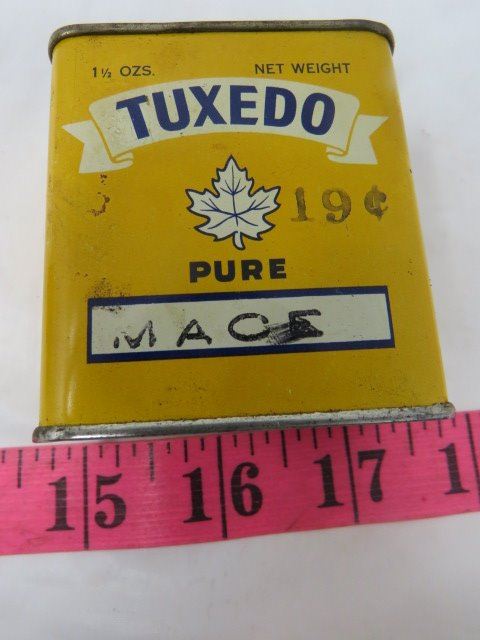 1½ OZS. NET WEIGHT
TUXEDO
19¢
PURE
MACE
15 16 17 1